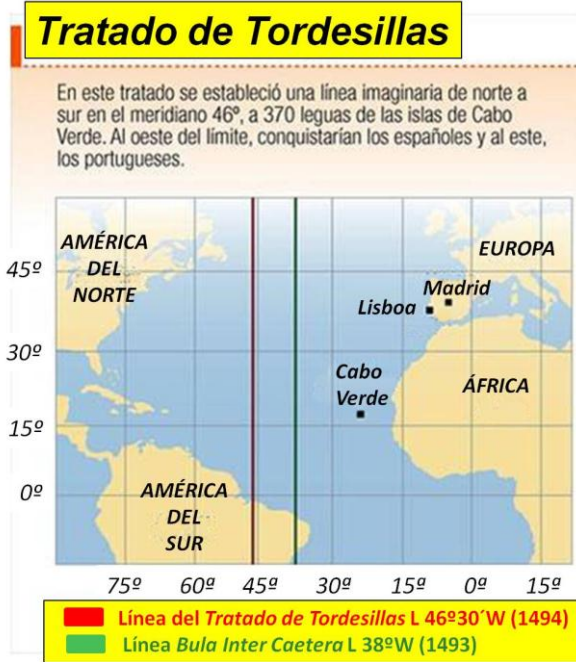 Tratado de Tordesillas
En este tratado se estableció una línea imaginaria de norte a
sur en el meridiano 46º, a 370 leguas de las islas de Cabo
Verde. Al oeste del límite, conquistarían los españoles y al este,
los portugueses.
AMÉRICA
DEL
NORTE
EUROPA
45º
Madrid
Lisboa
30º
Cabo
Verde
ÁFRICA
15º
0º
AMÉRICA
DEL
SUR
75º 60º 45º 30º 15º 0º 15º
Línea del Tratado de Tordesillas L 46º30´W (1494)
Línea Bula Inter Caetera L 38ºW (1493)